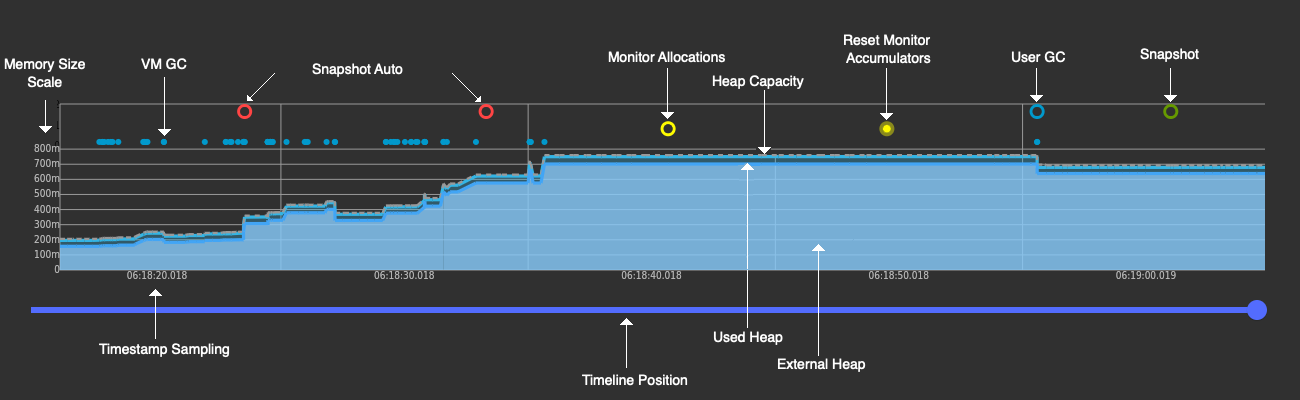 Reset Monitor
Accumulators
Memory Size
Scale
VM GC
Snapshot Auto
Monitor Allocations
Heap Capacity
User GC
Snapshot
800m
700m
600m
500m
400m
300m
200m
100m
0
06:18:20.018
06:18:30.018
06:18:40.018
06:18:50.018
06:19:00.019
Timestamp Sampling
Timeline Position
Used Heap
External Heap